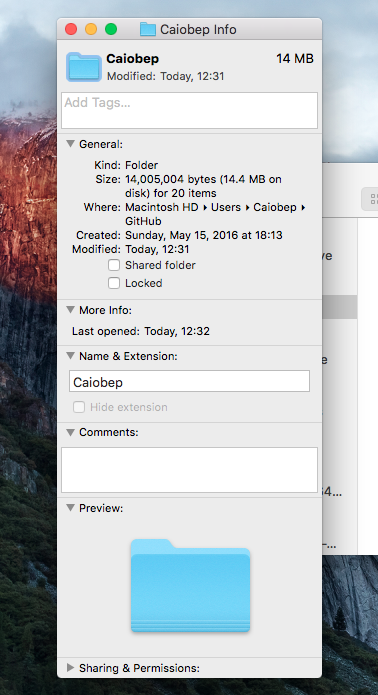 Caiobep Info
Caiobep 14 MB
Modified: Today, 12:31
Add Tags...
General:
Kind: Folder
Size: 14,005,004 bytes (14.4 MB on
disk) for 20 items
Where: Macintosh HD ▸ Users ▸ Caiobep ▸
GitHub
Created: Sunday, May 15, 2016 at 18:13
Modified: Today, 12:31
Shared folder
Locked
More Info:
Last opened: Today, 12:32
Name & Extension:
Caiobep
Hide extension
Comments:
Preview:
Sharing & Permissions: